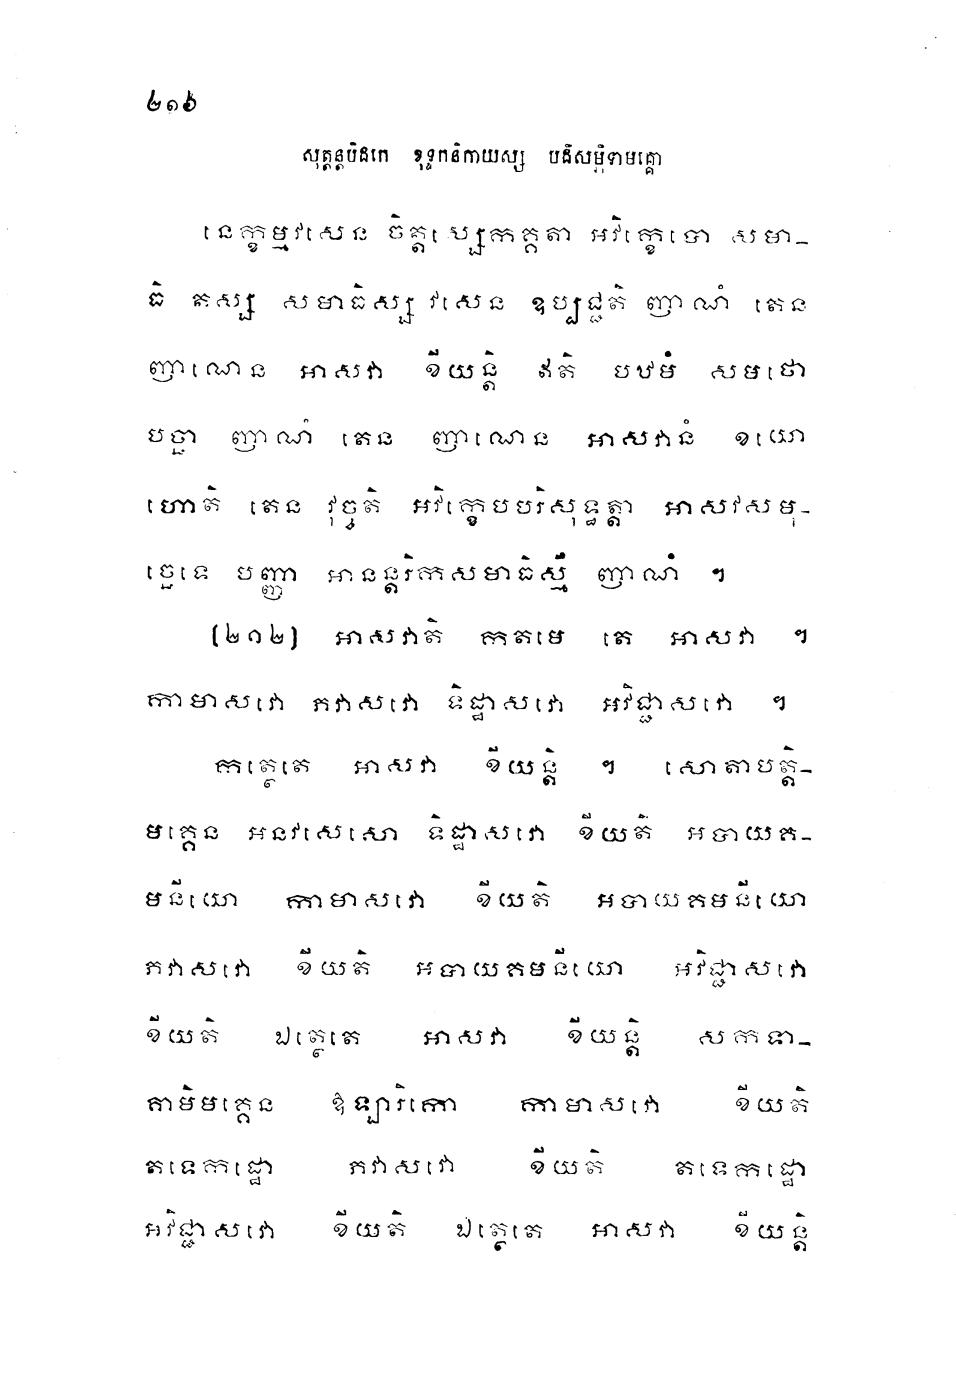 ២១៦
សុត្តន្តបិដកេ ខុទ្ទកនិកាយស្ស បដិសម្ភិទាមគ្គោ
នេក្ខម្មវសេន ចិត្តស្សេកគ្គតា អវិក្ខេបោ សមា-
ធិ តស្ស សមាធិស្ស វសេន ឧប្បជ្ជតិ ញាណំ តេន
ញាណេន អាសវា ខីយន្តិ ឥតិ បឋមំ សមថោ
បច្ឆា ញាណំ តេន ញាណេន អាសវានំ ខយោ
ហោតិ តេន វុច្ចតិ អវិក្ខេបបរិសុទ្ធត្តា អាសវសមុ-
ច្ឆេទេ បញ្ញា អានន្តរិកសមាធិស្មឹ ញាណំ ។
(២១២) អាសវាតិ កតមេ តេ អាសវា ។
កាមាសវោ ភវាសវោ ទិដ្ឋាសវោ អវិជ្ជាសវោ ។
កត្ថេតេ អាសវា ខីយន្តិ ។ សោតាបត្តិ-
មគ្គេន អនវសេសោ ទិដ្ឋាសវោ ខីយតិ អបាយគ-
មនីយោ កាមាសវោ ខីយតិ អបាយគមនីយោ
ភវាសវោ ខីយតិ អបាយគមនីយោ អវិជ្ជាសវោ
ខីយតិ ឯត្ថេតេ អាសវា ខីយន្តិ សកទា-
គាមិមគ្គេន ឱឡារិកោ កាមាសវោ ខីយតិ
តទេកដ្ឋោ ភវាសវោ ខីយតិ តទេកដ្ឋោ
អវិជ្ជាសវោ ខីយតិ ឯត្ថេតេ អាសវា ខីយន្តិ